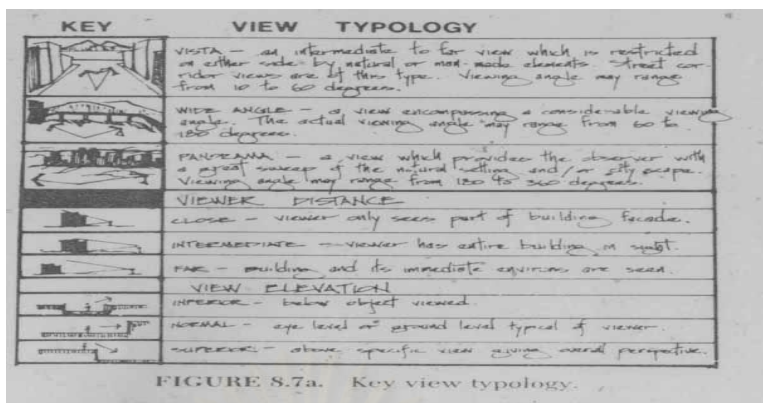 KEY VIEW TYPOLOGY
VISTA — an intermediate to far view which is restricted
on either side by natural or man-made elements. Street cor-
ridor views are of this type. Viewing angle may range
from 10 to 60 degrees.
WIDE ANGLE — a view encompassing a considerable viewing
angle. The actual viewing angle may range from 60 to
180 degrees.
PANORAMA — a view which provides the observer with
a great sweep of the natural setting and/or city scape.
Viewing angle may range from 180 to 360 degrees.
VIEWER DISTANCE
CLOSE — viewer only sees part of building facade.
INTERMEDIATE — viewer has entire building in sight.
FAR — building and its immediate environs are seen.
VIEW ELEVATION
INFERIOR — below object viewed.
NORMAL — eye level or ground level typical of viewer.
SUPERIOR — above specific view giving overall perspective.
FIGURE 8.7a. Key view typology.